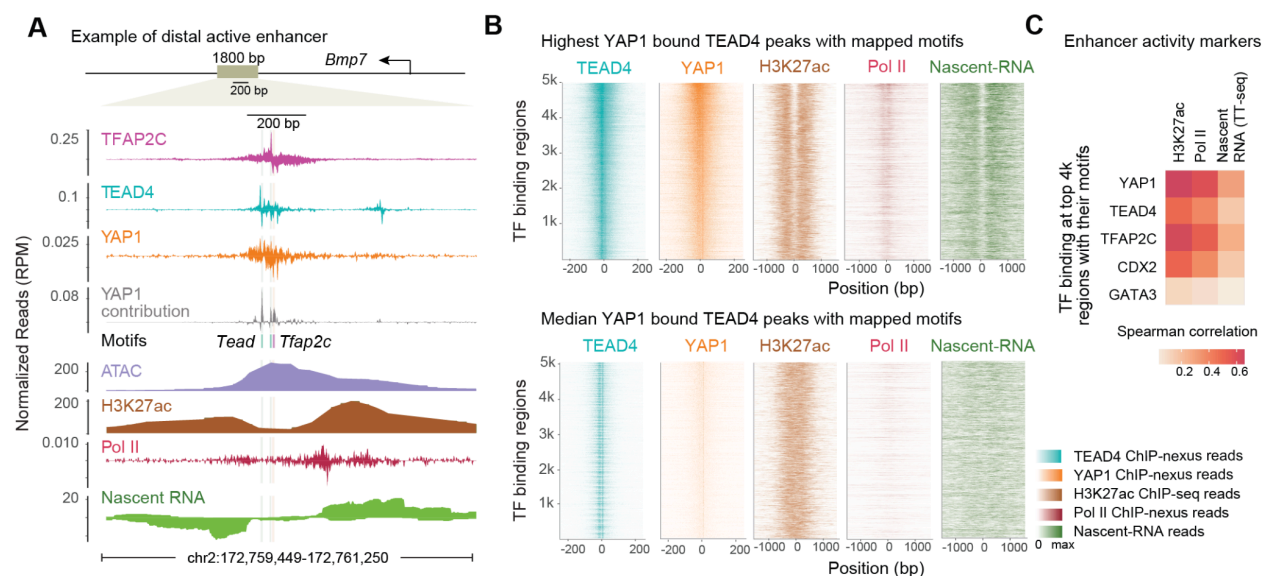 A
Example of distal active enhancer
1800 bp
Bmp7
200 bp
200 bp
Normalized Reads (RPM)
0.25
TFAP2C
0.1
TEAD4
0.025
YAP1
0.08
YAP1
contribution
Motifs
Tead
Tfap2c
200
ATAC
200
H3K27ac
0.010
Pol II
20
Nascent RNA
chr2:172,759,449-172,761,250
B
Highest YAP1 bound TEAD4 peaks with mapped motifs
TEAD4 YAP1 H3K27ac Pol II Nascent-RNA
TF binding regions
5k
4k
3k
2k
1k
-200 0 200 -200 0 200 -1000 0 1000 -1000 0 1000 -1000 0 1000
Position (bp)
Median YAP1 bound TEAD4 peaks with mapped motifs
TEAD4 YAP1 H3K27ac Pol II Nascent-RNA
TF binding regions
5k
4k
3k
2k
1k
-200 0 200 -200 0 200 -1000 0 1000 -1000 0 1000 -1000 0 1000
Position (bp)
C
Enhancer activity markers
H3K27ac
Pol II
Nascent
RNA (TT-seq)
TF binding at top 4k
regions with their motifs
YAP1
TEAD4
TFAP2C
CDX2
GATA3
Spearman correlation
0.2 0.4 0.6
TEAD4 ChIP-nexus reads
YAP1 ChIP-nexus reads
H3K27ac ChIP-seq reads
Pol II ChIP-nexus reads
Nascent-RNA reads
0 max